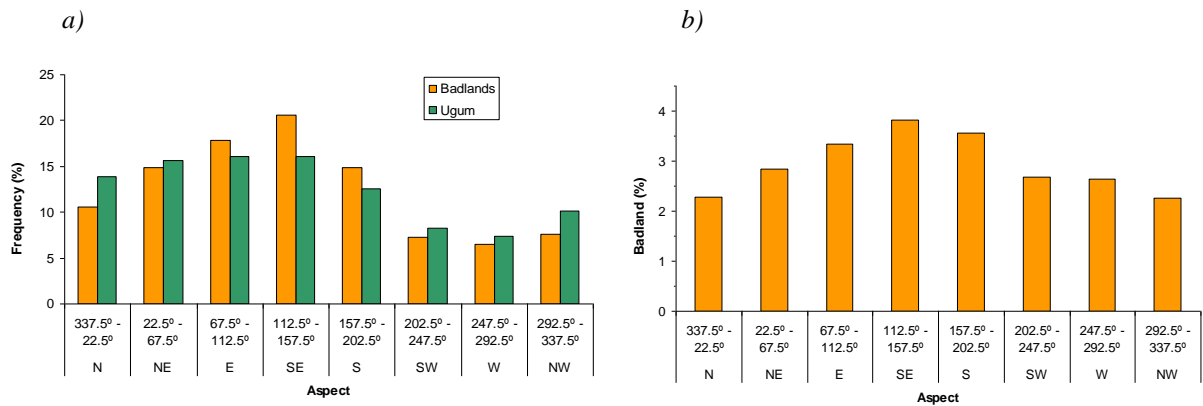 a)
25
20
15
10
5
0
Frequency (%)
Badlands
Ugum
337.5º - 22.5º - 67.5º - 112.5º - 157.5º - 202.5º - 247.5º - 292.5º -
22.5º 67.5º 112.5º 157.5º 202.5º 247.5º 292.5º 337.5º
N NE E SE S SW W NW
Aspect
b)
4
3
2
1
0
Badland (%)
337.5º - 22.5º - 67.5º - 112.5º - 157.5º - 202.5º - 247.5º - 292.5º -
22.5º 67.5º 112.5º 157.5º 202.5º 247.5º 292.5º 337.5º
N NE E SE S SW W NW
Aspect